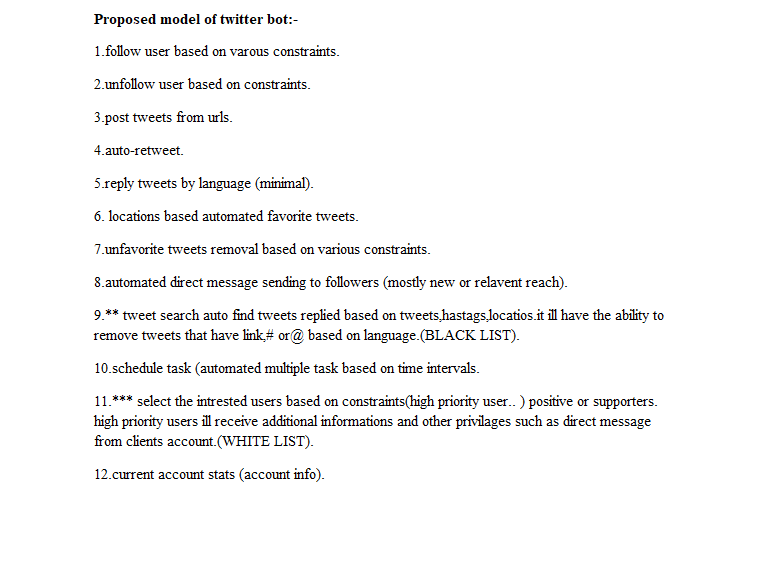 Proposed model of twitter bot:-
1.follow user based on varous constraints.
2.unfollow user based on constraints.
3.post tweets from urls.
4.auto-retweet.
5.reply tweets by language (minimal).
6. locations based automated favorite tweets.
7.unfavorite tweets removal based on various constraints.
8.automated direct message sending to followers (mostly new or relavent reach).
9.** tweet search auto find tweets replied based on tweets,hastags,locatios.it ill have the ability to
remove tweets that have link,# or@ based on language.(BLACK LIST).
10.schedule task (automated multiple task based on time intervals.
11.*** select the intrested users based on constraints(high priority user.. ) positive or supporters.
high priority users ill receive additional informations and other privilages such as direct message
from clients account.(WHITE LIST).
12.current account stats (account info).